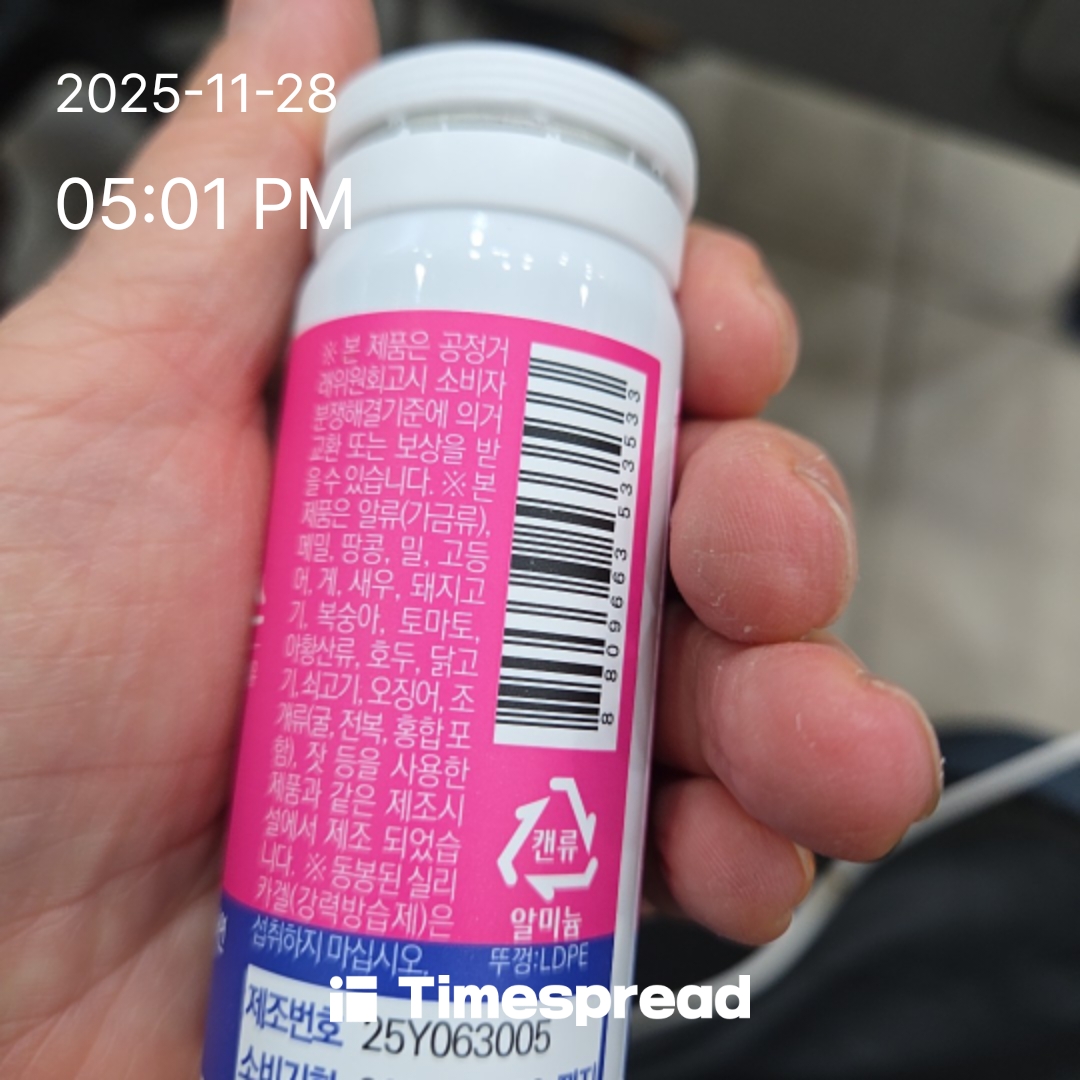 2025-11-28
05:01 PM
※ 본 제품은 공정거
래위원회고시 소비자
분쟁해결기준에 의거
교환 또는 보상을 받
을 수 있습니다. ※ 본
제품은 알류(가금류),
메밀, 땅콩, 밀, 고등
어, 게, 새우, 돼지고
기, 복숭아, 토마토,
아황산류, 호두, 닭고
기, 쇠고기, 오징어, 조
개류(굴, 전복, 홍합 포
함), 잣 등을 사용한
제품과 같은 제조시
설에서 제조 되었습
니다. ※ 동봉된 실리
카겔(강력방습제)은
섭취하지 마십시오.
8 809663 533533
캔류
알미늄
뚜껑:LDPE
Timespread
제조번호 25Y063005